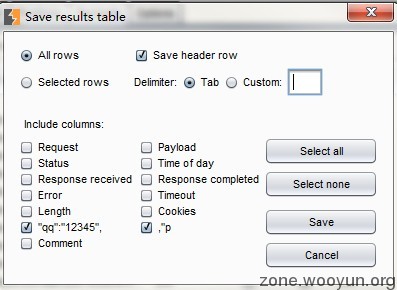 Save results table
All rows Save header row
Selected rows Delimiter: Tab Custom:
Include columns:
Request Payload
Status Time of day
Response received Response completed
Error Timeout
Length Cookies
"qq":"12345", ,"p
Comment
Select all
Select none
Save
Cancel
zone.wooyun.org